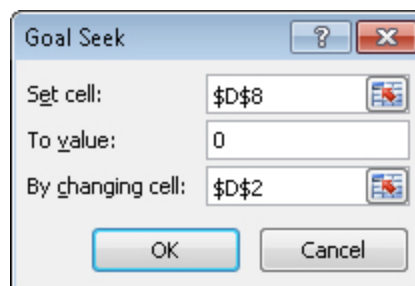 Goal Seek ?
Set cell: $D$8
To value: 0
By changing cell: $D$2
OK Cancel